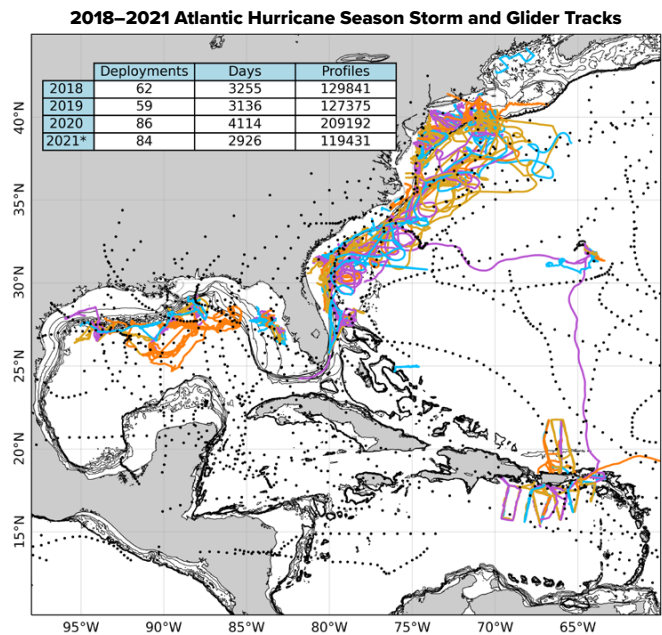 2018–2021 Atlantic Hurricane Season Storm and Glider Tracks
Deployments Days Profiles
2018 62 3255 129841
2019 59 3136 127375
2020 86 4114 209192
2021* 84 2926 119431
40°N
35°N
30°N
25°N
20°N
15°N
95°W 90°W 85°W 80°W 75°W 70°W 65°W